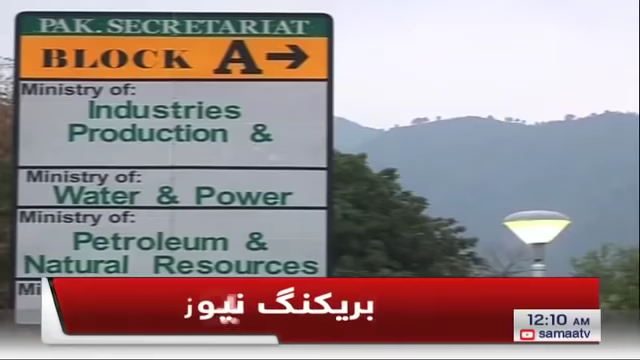 PAK. SECRETARIAT
BLOCK A →
Ministry of:
Industries
Production &
Ministry of:
Water & Power
Ministry of:
Petroleum &
Natural Resources
بریکنگ نیوز
12:10 AM
samaatv